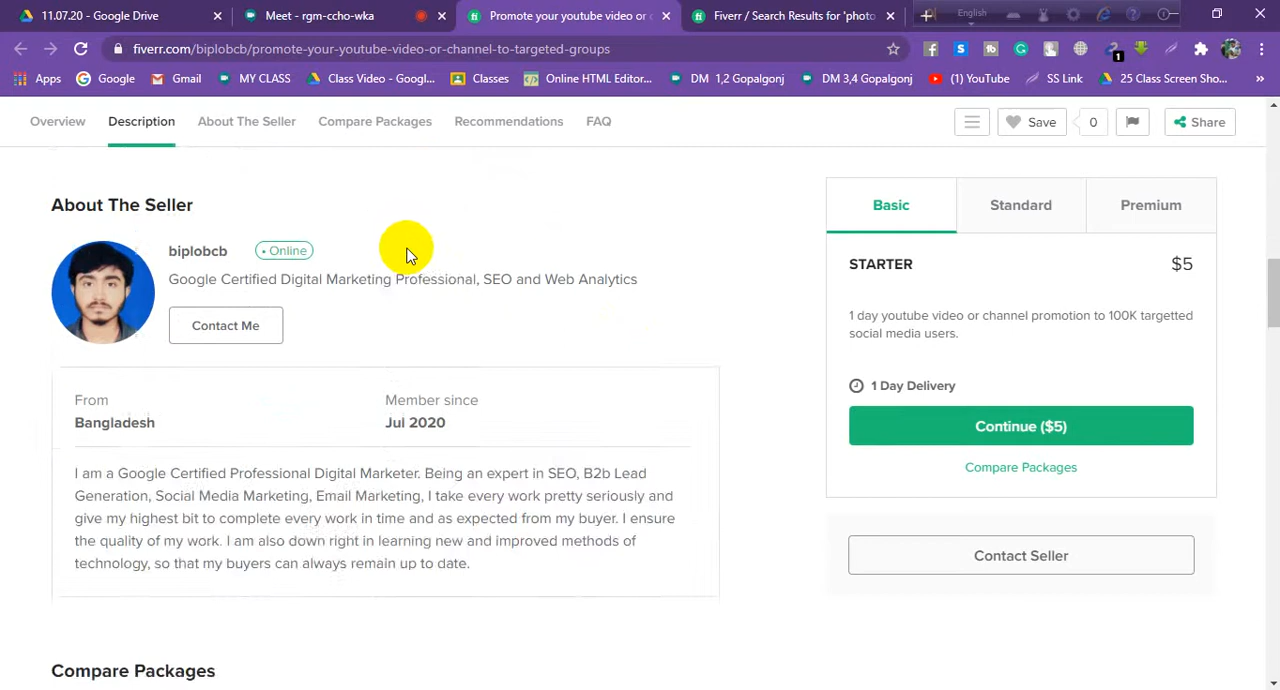 11.07.20 - Google Drive
Meet - rgm-ccho-wka
Promote your youtube video or c
Fiverr / Search Results for 'photo
English
fiverr.com/biplobcb/promote-your-youtube-video-or-channel-to-targeted-groups
1
Apps
Google
Gmail
MY CLASS
Class Video - Googl...
Classes
Online HTML Editor...
DM 1,2 Gopalgonj
DM 3,4 Gopalgonj
(1) YouTube
SS Link
25 Class Screen Sho...
Overview
Description
About The Seller
Compare Packages
Recommendations
FAQ
Save
0
Share
About The Seller
biplobcb
• Online
Google Certified Digital Marketing Professional, SEO and Web Analytics
Contact Me
From
Bangladesh
Member since
Jul 2020
I am a Google Certified Professional Digital Marketer. Being an expert in SEO, B2b Lead
Generation, Social Media Marketing, Email Marketing, I take every work pretty seriously and
give my highest bit to complete every work in time and as expected from my buyer. I ensure
the quality of my work. I am also down right in learning new and improved methods of
technology, so that my buyers can always remain up to date.
Compare Packages
Basic
Standard
Premium
STARTER
$5
1 day youtube video or channel promotion to 100K targetted
social media users.
1 Day Delivery
Continue ($5)
Compare Packages
Contact Seller